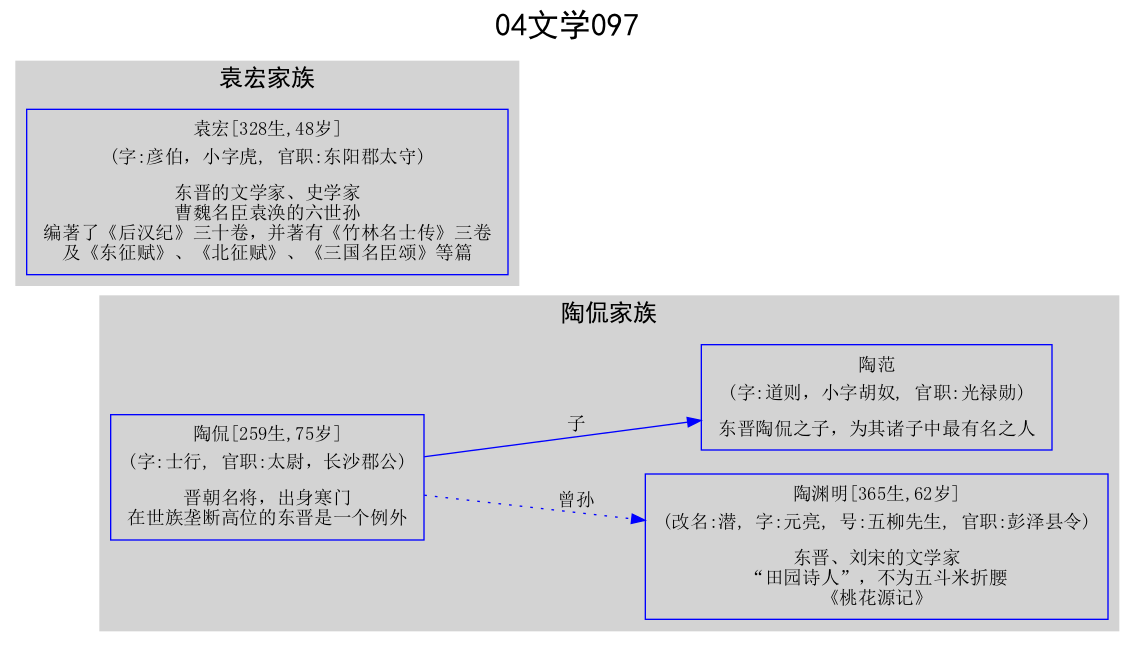 04文学097
袁宏家族
袁宏[328生,48岁]
(字:彦伯，小字虎, 官职:东阳郡太守)
东晋的文学家、史学家
曹魏名臣袁涣的六世孙
编著了《后汉纪》三十卷，并著有《竹林名士传》三卷
及《东征赋》、《北征赋》、《三国名臣颂》等篇
陶侃家族
陶侃[259生,75岁]
(字:士行, 官职:太尉，长沙郡公)
晋朝名将，出身寒门
在世族垄断高位的东晋是一个例外
子
曾孙
陶范
(字:道则，小字胡奴, 官职:光禄勋)
东晋陶侃之子，为其诸子中最有名之人
陶渊明[365生,62岁]
(改名:潜, 字:元亮, 号:五柳先生, 官职:彭泽县令)
东晋、刘宋的文学家
“田园诗人”，不为五斗米折腰
《桃花源记》